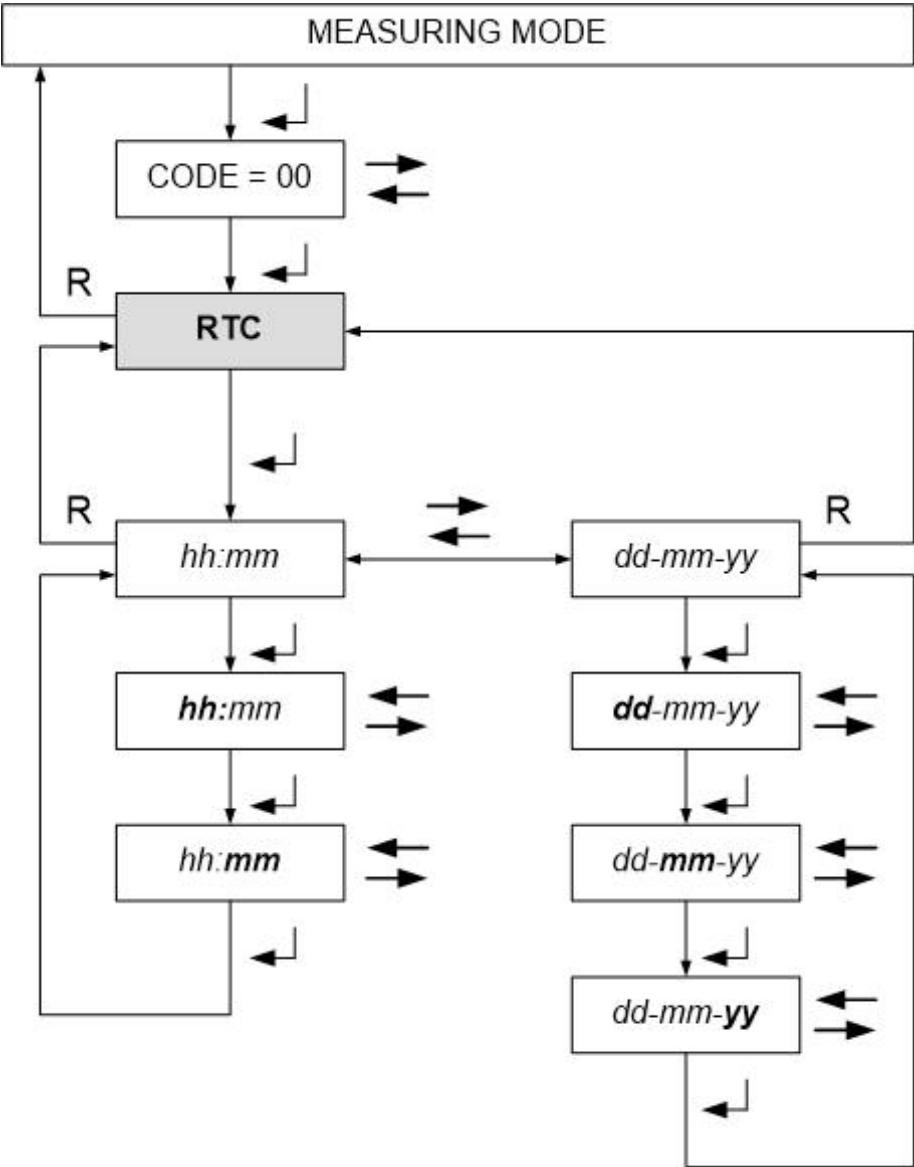 MEASURING MODE
CODE = 00
R
RTC
R
R
hh:mm
dd-mm-yy
hh:mm
dd-mm-yy
hh:mm
dd-mm-yy
dd-mm-yy